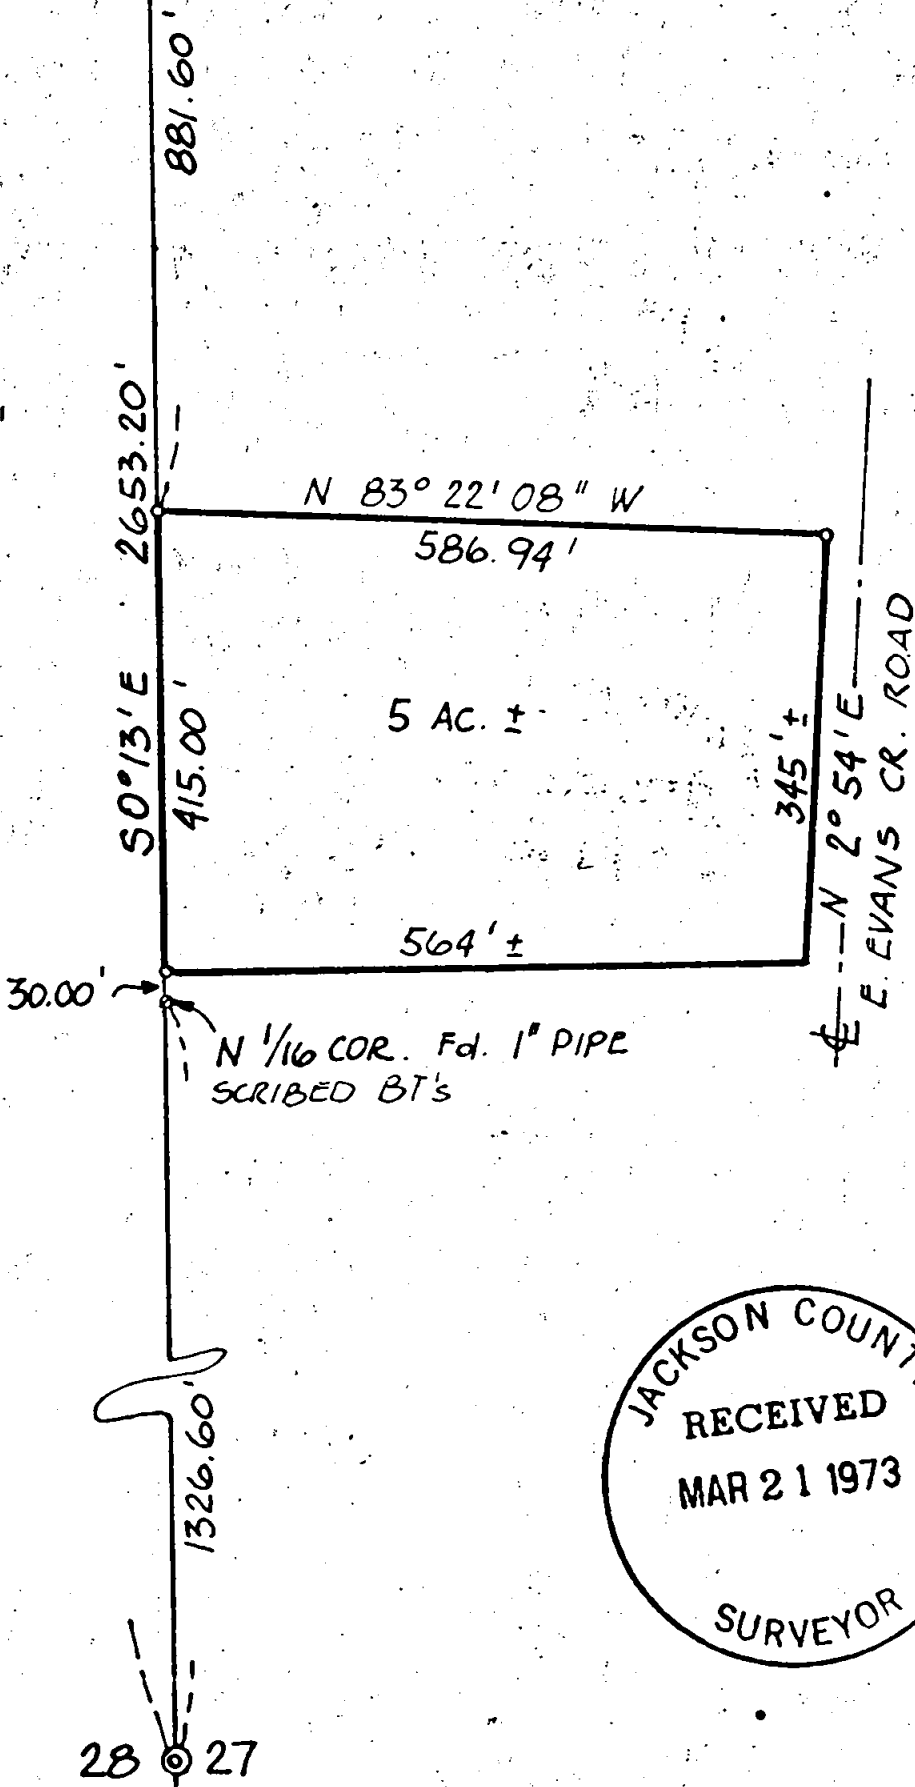 881.60'
2653.20'
S0°13'E
N 83° 22' 08" W
586.94'
415.00'
5 AC. ±
345' ±
N 2° 54' E
E. EVANS CR. ROAD
564' ±
30.00'
N 1/16 COR. Fd. 1" PIPE
SCRIBED BT's
℄
1326.60'
JACKSON COUNT
RECEIVED
MAR 21 1973
SURVEYOR
28 27